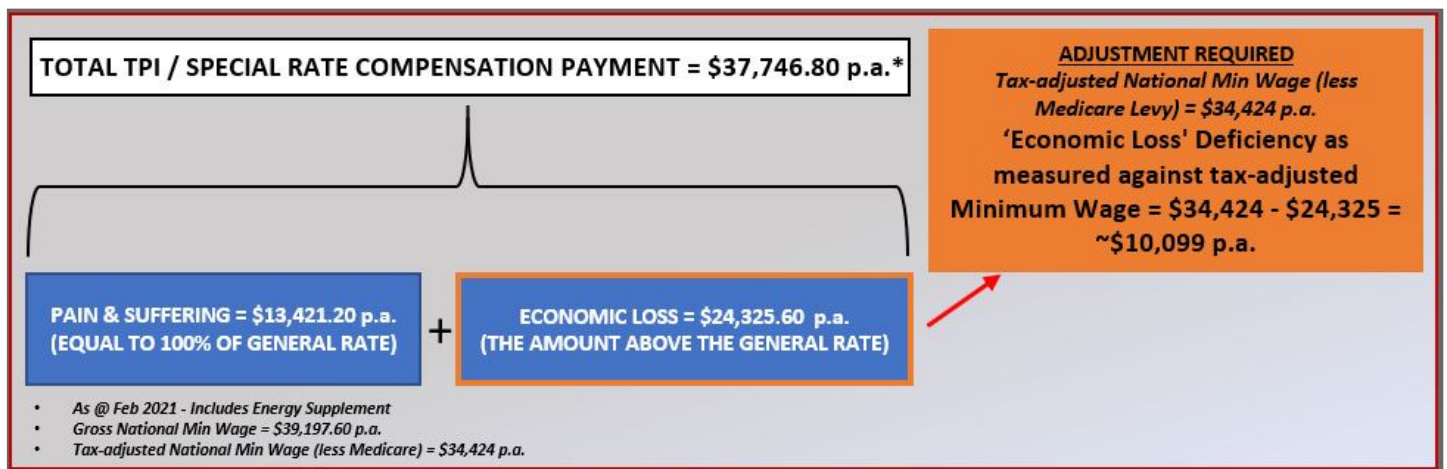 TOTAL TPI / SPECIAL RATE COMPENSATION PAYMENT = $37,746.80 p.a.*
ADJUSTMENT REQUIRED
Tax-adjusted National Min Wage (less
Medicare Levy) = $34,424 p.a.
‘Economic Loss' Deficiency as
measured against tax-adjusted
Minimum Wage = $34,424 - $24,325 =
~$10,099 p.a.
PAIN & SUFFERING = $13,421.20 p.a.
(EQUAL TO 100% OF GENERAL RATE)
+
ECONOMIC LOSS = $24,325.60 p.a.
(THE AMOUNT ABOVE THE GENERAL RATE)
• As @ Feb 2021 - Includes Energy Supplement
• Gross National Min Wage = $39,197.60 p.a.
• Tax-adjusted National Min Wage (less Medicare) = $34,424 p.a.